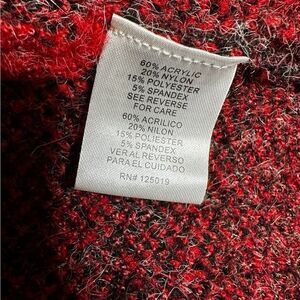 60% ACRYLIC
20% NYLON
15% POLYESTER
5% SPANDEX
SEE REVERSE
FOR CARE
60% ACRILICO
20% NILON
15% POLIESTER
5% SPANDEX
VER AL REVERSO
PARA EL CUIDADO
RN# 125019